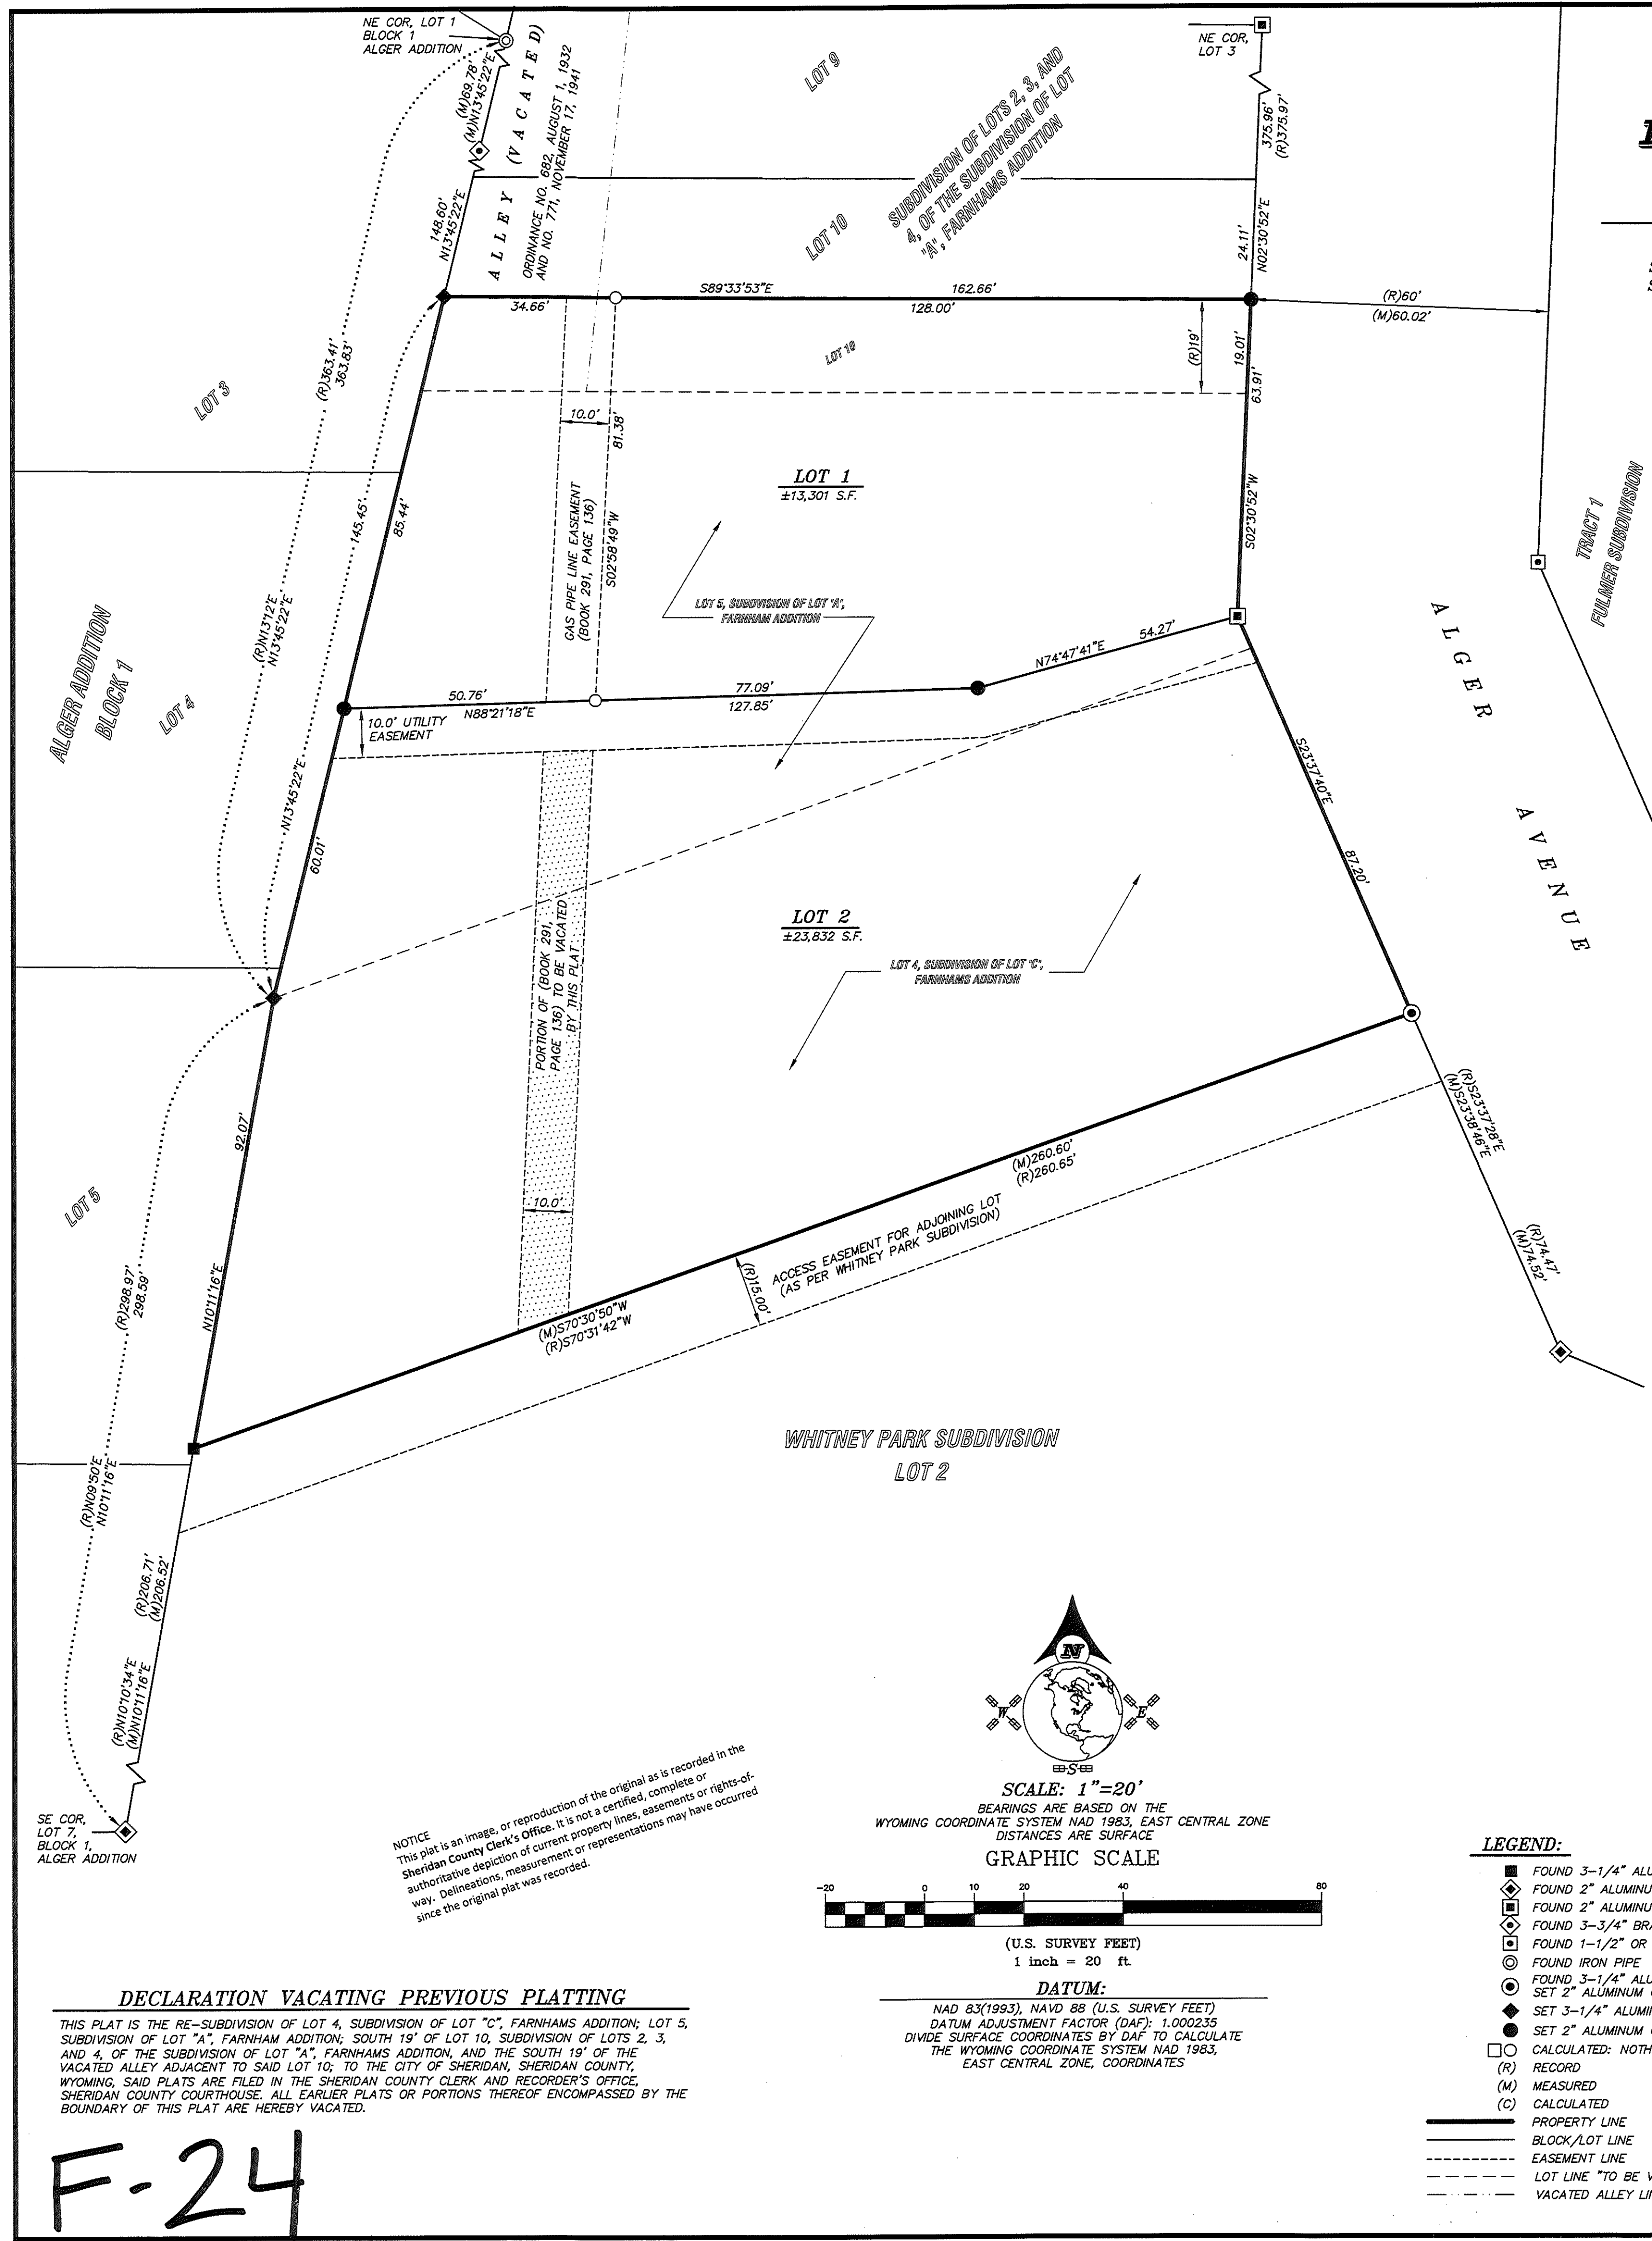 NE COR, LOT 1
BLOCK 1
ALGER ADDITION
(M)69.78'
(M)N13°45'22"E
ALLEY (VACATED)
ORDINANCE NO. 682, AUGUST 1, 1932
AND NO. 771, NOVEMBER 17, 1941
148.60'
N13°45'22"E
LOT 9
LOT 10
SUBDIVISION OF LOTS 2, 3, AND
4, OF THE SUBDIVISION OF LOT
"A", FARNHAMS ADDITION
NE COR,
LOT 3
375.96'
(R)375.97'
24.11'
N02°30'52"E
S89°33'53"E
162.66'
34.66'
128.00'
(R)60'
(M)60.02'
LOT 10
(R)19'
19.01'
63.91'
S02°30'52"W
(R)363.41'
363.83'
LOT 3
10.0'
81.38'
S02°58'49"W
GAS PIPE LINE EASEMENT
(BOOK 291, PAGE 136)
LOT 1
±13,301 S.F.
145.45'
85.44'
TRACT 1
FULMER SUBDIVISION
LOT 5, SUBDVISION OF LOT "A",
FARNHAM ADDITION
(R)N13°12'E
N13°45'22"E
ALGER ADDITION
BLOCK 1
LOT 4
ALGER AVENUE
N74°47'41"E
54.27'
50.76'
N88°21'18"E
77.09'
127.85'
10.0' UTILITY
EASEMENT
N13°45'22"E
60.01'
S23°37'40"E
87.20'
PORTION OF (BOOK 291,
PAGE 136) TO BE VACATED
BY THIS PLAT
LOT 2
±23,832 S.F.
LOT 4, SUBDIVISION OF LOT "C",
FARNHAMS ADDITION
92.07'
N10°11'16"E
LOT 5
10.0'
(M)260.60'
(R)260.65'
(R)S23°37'28"E
(M)S23°38'46"E
(R)74.47'
(M)74.52'
ACCESS EASEMENT FOR ADJOINING LOT
(AS PER WHITNEY PARK SUBDIVISION)
(R)15.00'
(M)S70°30'50"W
(R)S70°31'42"W
(R)298.97'
298.59'
(R)N09°50'E
N10°11'16"E
WHITNEY PARK SUBDIVISION
LOT 2
(R)206.71'
(M)206.52'
(R)N10°10'34"E
(M)N10°11'16"E
SE COR,
LOT 7,
BLOCK 1,
ALGER ADDITION
NOTICE
This plat is an image, or reproduction of the original as is recorded in the
Sheridan County Clerk's Office. It is not a certified, complete or
authoritative depiction of current property lines, easements or rights-of-
way. Delineations, measurement or representations may have occurred
since the original plat was recorded.
N
W
E
S
SCALE: 1"=20'
BEARINGS ARE BASED ON THE
WYOMING COORDINATE SYSTEM NAD 1983, EAST CENTRAL ZONE
DISTANCES ARE SURFACE
GRAPHIC SCALE
-20 0 10 20 40 80
(U.S. SURVEY FEET)
1 inch = 20 ft.
DATUM:
NAD 83(1993), NAVD 88 (U.S. SURVEY FEET)
DATUM ADJUSTMENT FACTOR (DAF): 1.000235
DIVIDE SURFACE COORDINATES BY DAF TO CALCULATE
THE WYOMING COORDINATE SYSTEM NAD 1983,
EAST CENTRAL ZONE, COORDINATES
LEGEND:
FOUND 3-1/4" ALU
FOUND 2" ALUMINU
FOUND 2" ALUMINU
FOUND 3-3/4" BR
FOUND 1-1/2" OR
FOUND IRON PIPE
FOUND 3-1/4" ALU
SET 2" ALUMINUM
SET 3-1/4" ALUMI
SET 2" ALUMINUM
CALCULATED: NOTH
(R) RECORD
(M) MEASURED
(C) CALCULATED
PROPERTY LINE
BLOCK/LOT LINE
EASEMENT LINE
LOT LINE "TO BE V
VACATED ALLEY LI
DECLARATION VACATING PREVIOUS PLATTING
THIS PLAT IS THE RE-SUBDIVISION OF LOT 4, SUBDIVISION OF LOT "C", FARNHAMS ADDITION; LOT 5,
SUBDIVISION OF LOT "A", FARNHAM ADDITION; SOUTH 19' OF LOT 10, SUBDIVISION OF LOTS 2, 3,
AND 4, OF THE SUBDIVISION OF LOT "A", FARNHAMS ADDITION, AND THE SOUTH 19' OF THE
VACATED ALLEY ADJACENT TO SAID LOT 10; TO THE CITY OF SHERIDAN, SHERIDAN COUNTY,
WYOMING, SAID PLATS ARE FILED IN THE SHERIDAN COUNTY CLERK AND RECORDER'S OFFICE,
SHERIDAN COUNTY COURTHOUSE. ALL EARLIER PLATS OR PORTIONS THEREOF ENCOMPASSED BY THE
BOUNDARY OF THIS PLAT ARE HEREBY VACATED.
F-24